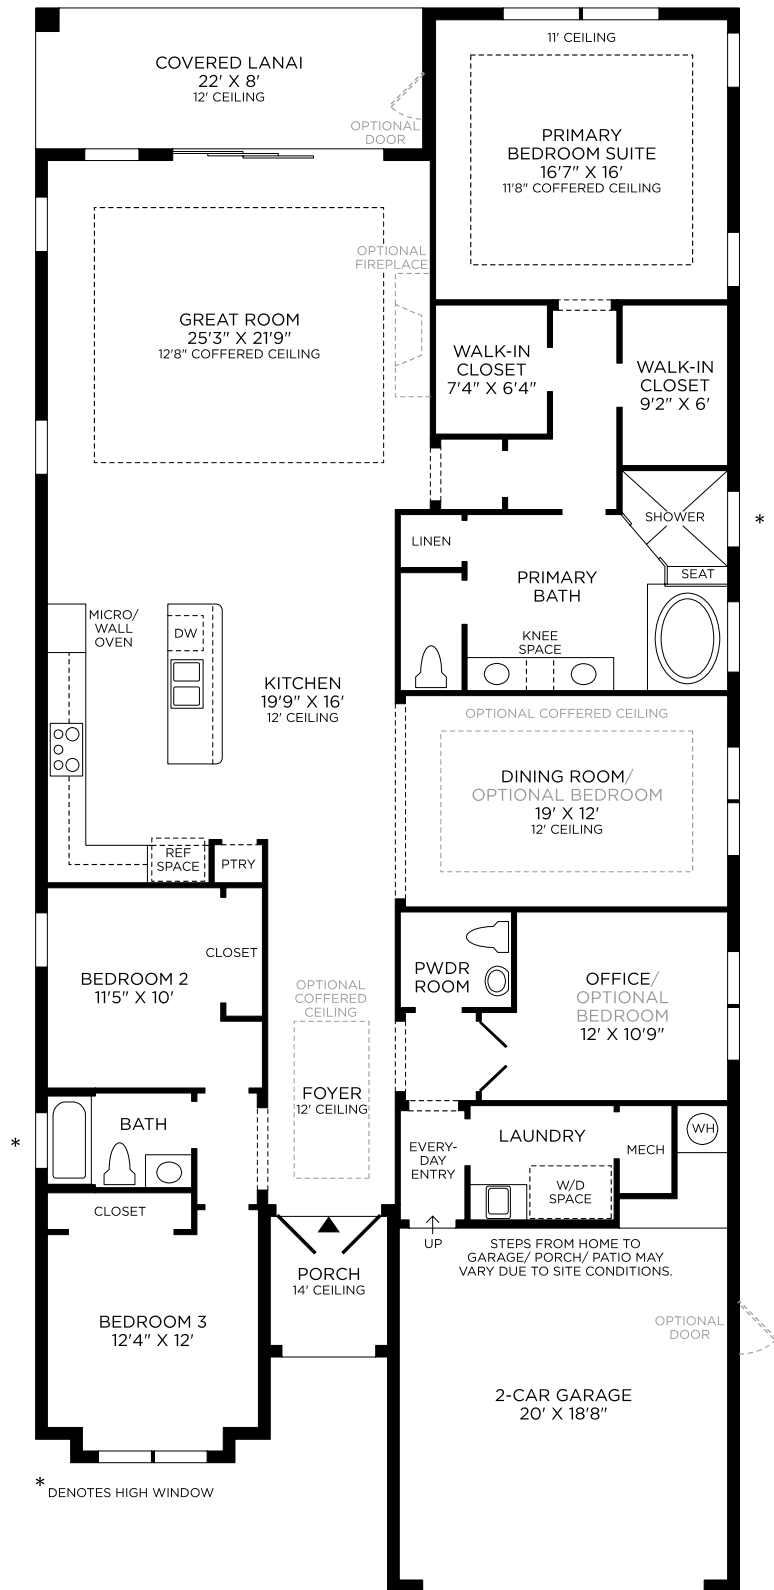 COVERED LANAI
22' X 8'
12' CEILING
OPTIONAL
DOOR
11' CEILING
PRIMARY
BEDROOM SUITE
16'7" X 16'
11'8" COFFERED CEILING
OPTIONAL
FIREPLACE
GREAT ROOM
25'3" X 21'9"
12'8" COFFERED CEILING
WALK-IN
CLOSET
7'4" X 6'4"
WALK-IN
CLOSET
9'2" X 6'
SHOWER
*
LINEN
SEAT
PRIMARY
BATH
KNEE
SPACE
MICRO/
WALL
OVEN
DW
KITCHEN
19'9" X 16'
12' CEILING
OPTIONAL COFFERED CEILING
DINING ROOM/
OPTIONAL BEDROOM
19' X 12'
12' CEILING
REF
SPACE
PTRY
CLOSET
BEDROOM 2
11'5" X 10'
PWDR
ROOM
OFFICE/
OPTIONAL
BEDROOM
12' X 10'9"
OPTIONAL
COFFERED
CEILING
FOYER
12' CEILING
BATH
*
EVERY-
DAY
ENTRY
LAUNDRY
MECH
WH
W/D
SPACE
CLOSET
UP
STEPS FROM HOME TO
GARAGE/ PORCH/ PATIO MAY
VARY DUE TO SITE CONDITIONS.
PORCH
14' CEILING
BEDROOM 3
12'4" X 12'
OPTIONAL
DOOR
2-CAR GARAGE
20' X 18'8"
* DENOTES HIGH WINDOW